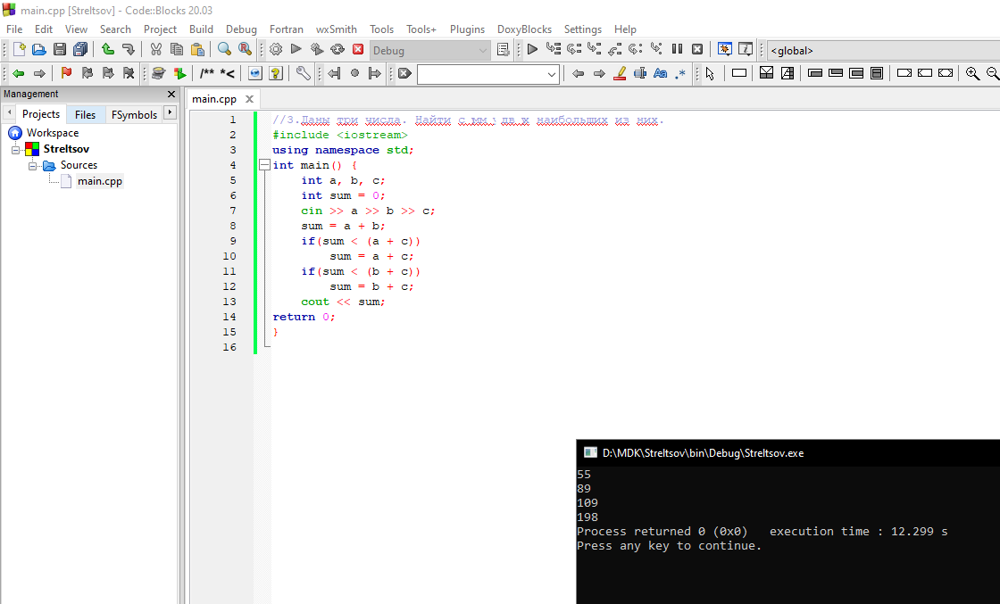 main.cpp [Streltsov] - Code::Blocks 20.03
File Edit View Search Project Build Debug Fortran wxSmith Tools Tools+ Plugins DoxyBlocks Settings Help
Debug <global>
/** *<
Management
Projects Files FSymbols
Workspace
Streltsov
Sources
main.cpp
main.cpp
1 //3.Даны три числа. Найти наибольших из них.
2 #include <iostream>
3 using namespace std;
4 int main() {
5 int a, b, c;
6 int sum = 0;
7 cin >> a >> b >> c;
8 sum = a + b;
9 if(sum < (a + c))
10 sum = a + c;
11 if(sum < (b + c))
12 sum = b + c;
13 cout << sum;
14 return 0;
15 }
16
D:\MDK\Streltsov\bin\Debug\Streltsov.exe
55
89
109
198
Process returned 0 (0x0) execution time : 12.299 s
Press any key to continue.